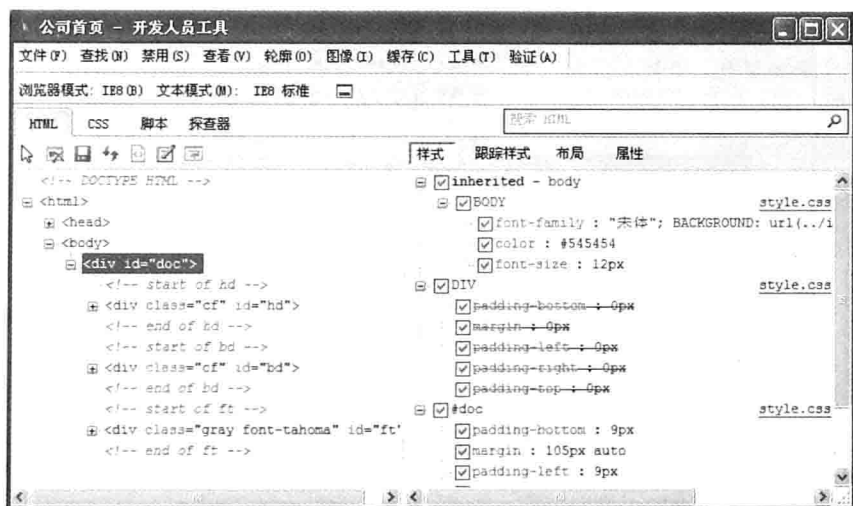 公司首页 - 开发人员工具
文件(F) 查找(N) 禁用(S) 查看(V) 轮廓(O) 图像(I) 缓存(C) 工具(T) 验证(A)
浏览器模式: IE8(B) 文本模式(M): IE8 标准
HTML CSS 脚本 探查器
搜索 HTML
样式 跟踪样式 布局 属性
<!-- DOCTYPE HTML -->
<html>
<head>
<body>
<div id="doc">
<!-- start of hd -->
<div class="cf" id="hd">
<!-- end of hd -->
<!-- start of bd -->
<div class="cf" id="bd">
<!-- end of bd -->
<!-- start of ft -->
<div class="gray font-tahoma" id="ft"
<!-- end of ft -->
inherited - body
BODY style.css
font-family : "宋体"; BACKGROUND: url(../i
color : #545454
font-size : 12px
DIV style.css
padding-bottom : 0px
margin : 0px
padding-left : 0px
padding-right : 0px
padding-top : 0px
#doc style.css
padding-bottom : 9px
margin : 105px auto
padding-left : 9px